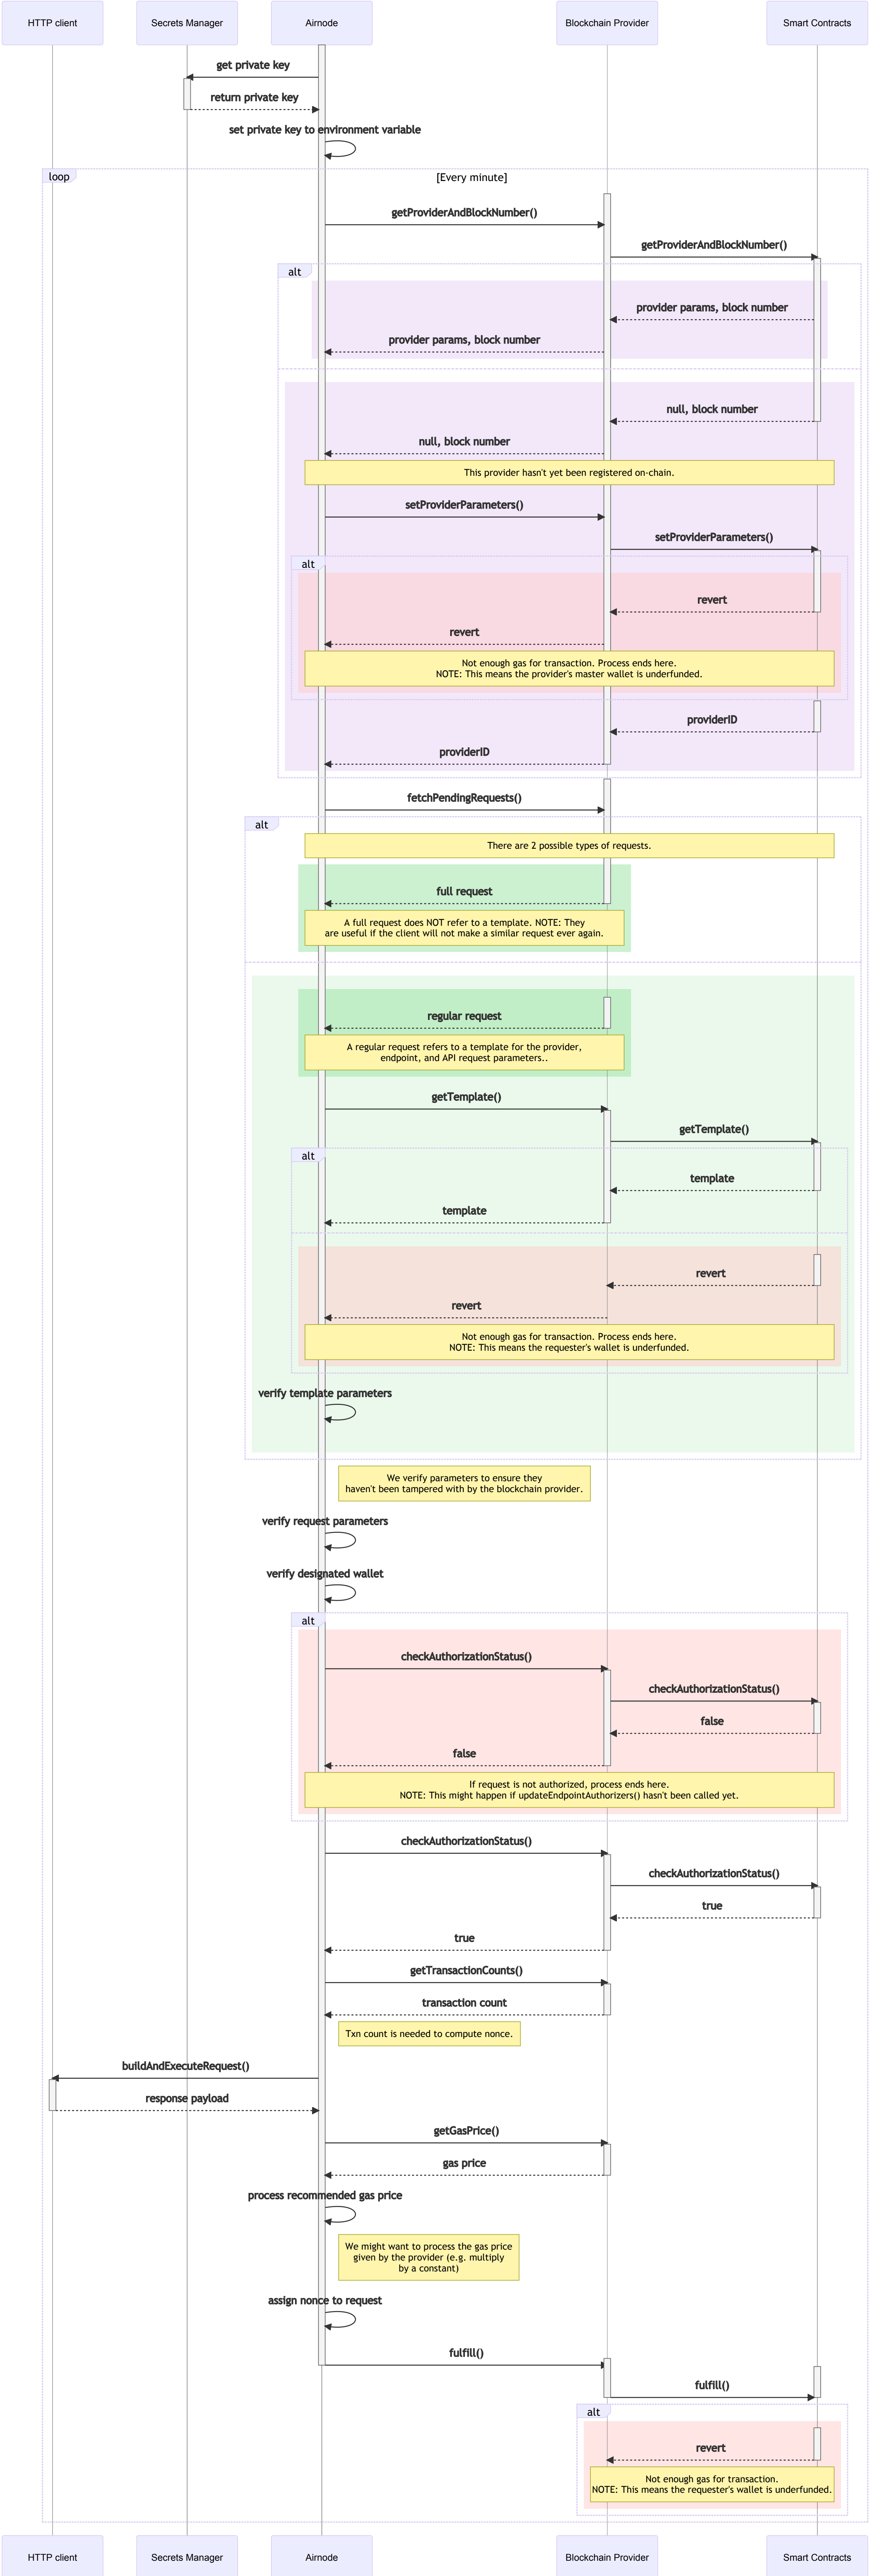 HTTP client
Secrets Manager
Airnode
Blockchain Provider
Smart Contracts
get private key
return private key
set private key to environment variable
loop
[Every minute]
getProviderAndBlockNumber()
getProviderAndBlockNumber()
alt
provider params, block number
provider params, block number
null, block number
null, block number
This provider hasn't yet been registered on-chain.
setProviderParameters()
setProviderParameters()
alt
revert
revert
Not enough gas for transaction. Process ends here.
NOTE: This means the provider's master wallet is underfunded.
providerID
providerID
fetchPendingRequests()
alt
There are 2 possible types of requests.
full request
A full request does NOT refer to a template. NOTE: They
are useful if the client will not make a similar request ever again.
regular request
A regular request refers to a template for the provider,
endpoint, and API request parameters..
getTemplate()
getTemplate()
alt
template
template
revert
revert
Not enough gas for transaction. Process ends here.
NOTE: This means the requester's wallet is underfunded.
verify template parameters
We verify parameters to ensure they
haven't been tampered with by the blockchain provider.
verify request parameters
verify designated wallet
alt
checkAuthorizationStatus()
checkAuthorizationStatus()
false
false
If request is not authorized, process ends here.
NOTE: This might happen if updateEndpointAuthorizers() hasn't been called yet.
checkAuthorizationStatus()
checkAuthorizationStatus()
true
true
getTransactionCounts()
transaction count
Txn count is needed to compute nonce.
buildAndExecuteRequest()
response payload
getGasPrice()
gas price
process recommended gas price
We might want to process the gas price
given by the provider (e.g. multiply
by a constant)
assign nonce to request
fulfill()
fulfill()
alt
revert
Not enough gas for transaction.
NOTE: This means the requester's wallet is underfunded.
HTTP client
Secrets Manager
Airnode
Blockchain Provider
Smart Contracts